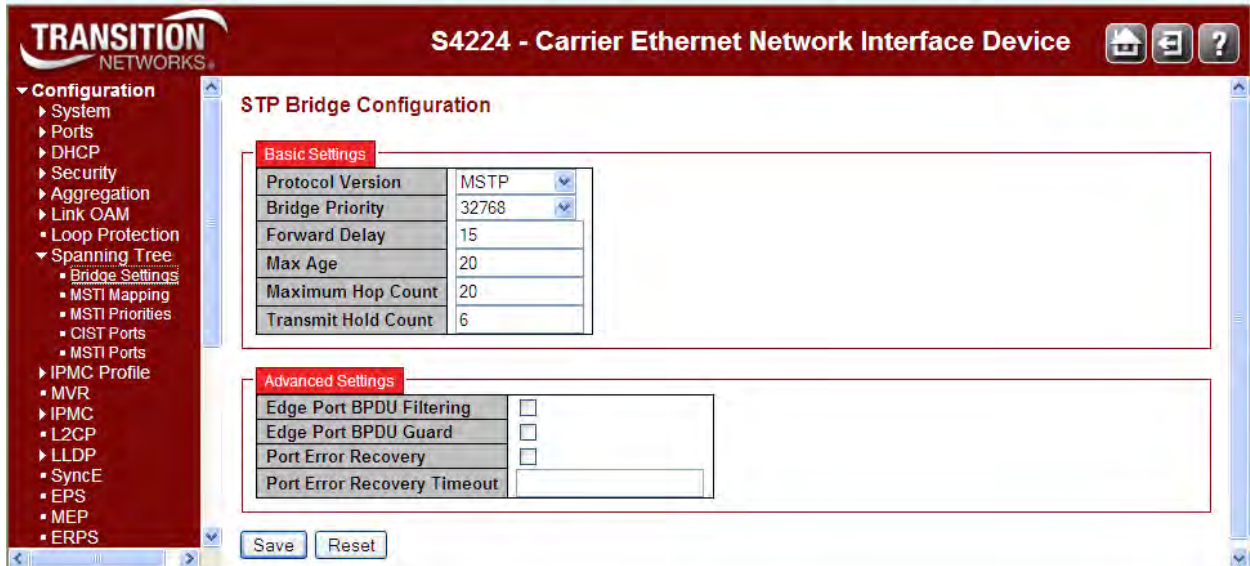 TRANSITION
NETWORKS®
S4224 - Carrier Ethernet Network Interface Device
?
Configuration
System
Ports
DHCP
Security
Aggregation
Link OAM
Loop Protection
Spanning Tree
Bridge Settings
MSTI Mapping
MSTI Priorities
CIST Ports
MSTI Ports
IPMC Profile
MVR
IPMC
L2CP
LLDP
SyncE
EPS
MEP
ERPS
STP Bridge Configuration
Basic Settings
Protocol Version MSTP
Bridge Priority 32768
Forward Delay 15
Max Age 20
Maximum Hop Count 20
Transmit Hold Count 6
Advanced Settings
Edge Port BPDU Filtering
Edge Port BPDU Guard
Port Error Recovery
Port Error Recovery Timeout
Save Reset